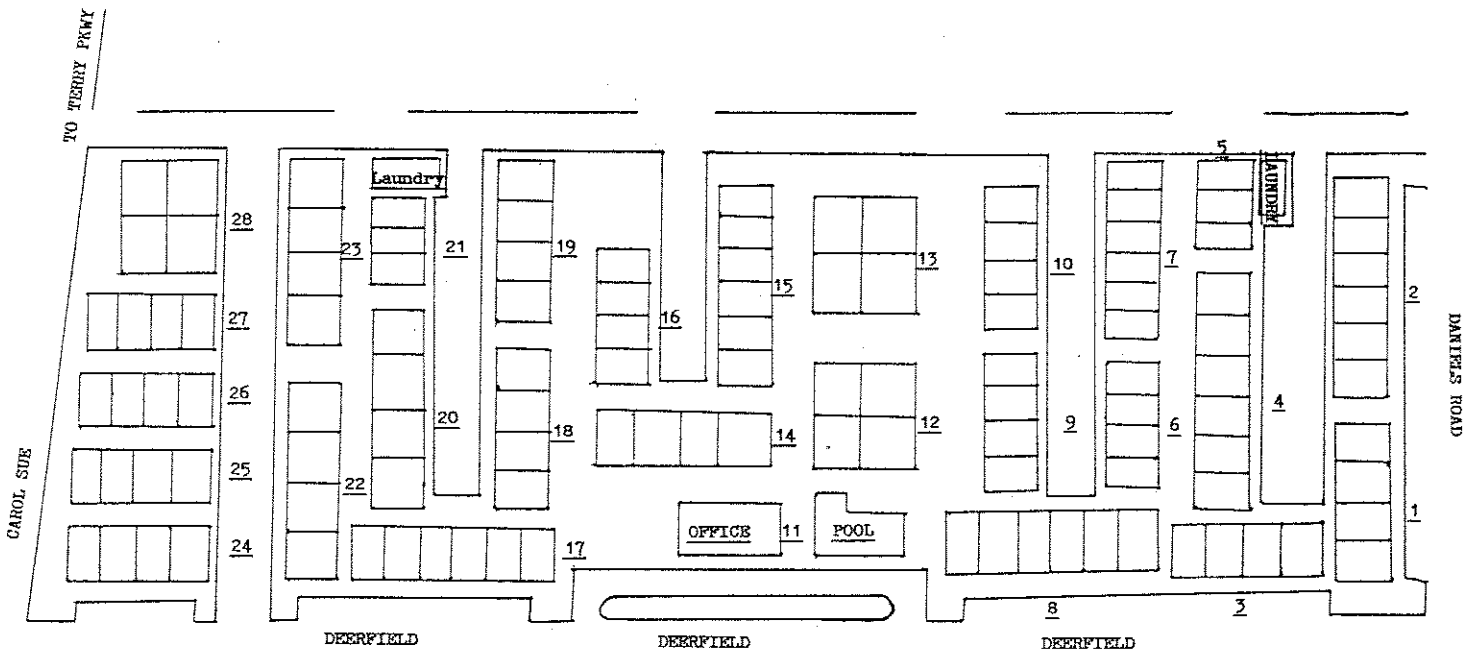 TO TERRY PKWY
5
Laundry
LAUNDRY
28
23
21
19
16
15
13
10
7
2
27
26
20
18
14
12
9
6
4
DANIELS ROAD
CAROL SUE
25
22
24
17
OFFICE
11
POOL
1
8
3
DEERFIELD
DEERFIELD
DEERFIELD